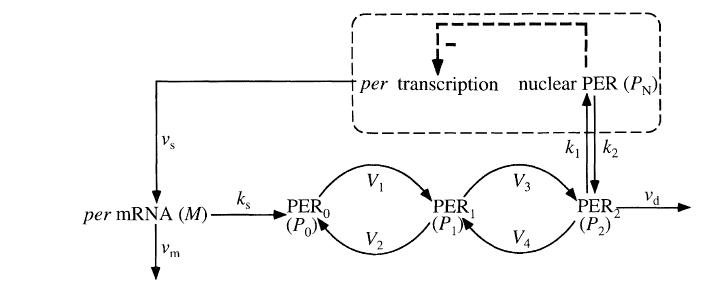 per transcription nuclear PER (P_N)
v_s k_1 k_2
k_s V_1 V_3 v_d
per mRNA (M) PER_0 PER_1 PER_2
(P_0) (P_1) (P_2)
v_m V_2 V_4